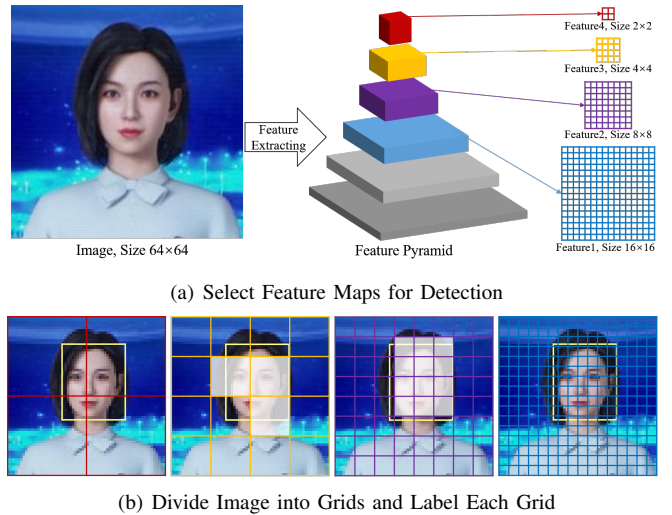 Feature4, Size 2×2
Feature3, Size 4×4
Feature2, Size 8×8
Feature
Extracting
Image, Size 64×64
Feature Pyramid
Feature1, Size 16×16
(a) Select Feature Maps for Detection
(b) Divide Image into Grids and Label Each Grid